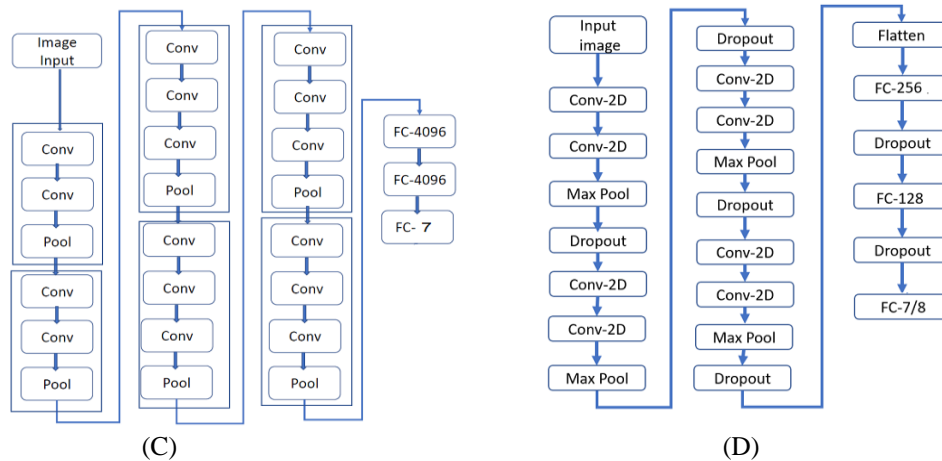 Image
Input
Conv
Conv
Pool
Conv
Conv
Pool
Conv
Conv
Conv
Pool
Conv
Conv
Conv
Pool
Conv
Conv
Conv
Pool
Conv
Conv
Conv
Pool
FC-4096
FC-4096
FC- 7
(C)
Input
image
Conv-2D
Conv-2D
Max Pool
Dropout
Conv-2D
Conv-2D
Max Pool
Dropout
Conv-2D
Conv-2D
Max Pool
Dropout
Conv-2D
Conv-2D
Max Pool
Dropout
Flatten
FC-256 .
Dropout
FC-128
Dropout
FC-7/8
(D)